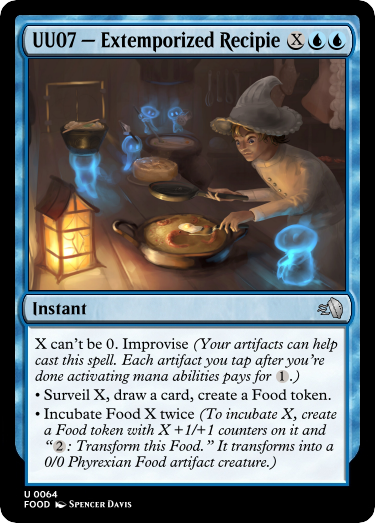 UU07 — Extemporized Recipie X
Instant
X can't be 0. Improvise (Your artifacts can help
cast this spell. Each artifact you tap after you're
done activating mana abilities pays for 1.)
• Surveil X, draw a card, create a Food token.
• Incubate Food X twice (To incubate X, create
a Food token with X +1/+1 counters on it and
“2: Transform this Food.” It transforms into a
0/0 Phyrexian Food artifact creature.)
U 0064
FOOD Spencer Davis